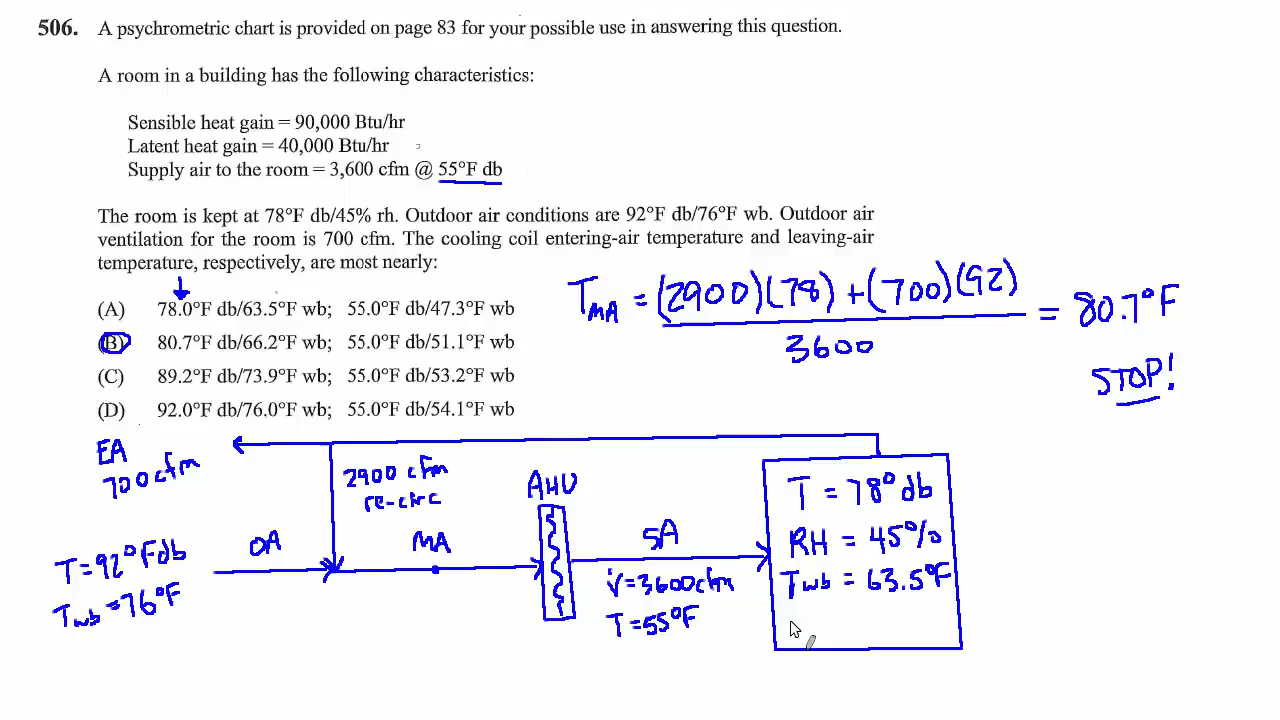 506. A psychrometric chart is provided on page 83 for your possible use in answering this question.
A room in a building has the following characteristics:
Sensible heat gain = 90,000 Btu/hr
Latent heat gain = 40,000 Btu/hr
Supply air to the room = 3,600 cfm @ 55°F db
The room is kept at 78°F db/45% rh. Outdoor air conditions are 92°F db/76°F wb. Outdoor air
ventilation for the room is 700 cfm. The cooling coil entering-air temperature and leaving-air
temperature, respectively, are most nearly:
(A) 78.0°F db/63.5°F wb; 55.0°F db/47.3°F wb
(B) 80.7°F db/66.2°F wb; 55.0°F db/51.1°F wb
(C) 89.2°F db/73.9°F wb; 55.0°F db/53.2°F wb
(D) 92.0°F db/76.0°F wb; 55.0°F db/54.1°F wb
T MA = (2900)(78) + (700)(92)
3600
= 80.7°F
STOP!
EA
700 cfm
2900 cfm
re-circ
AHU
T = 92°F db
Twb = 76°F
OA
MA
SA
V̇ = 3600 cfm
T = 55°F
T = 78° db
RH = 45%
Twb = 63.5°F